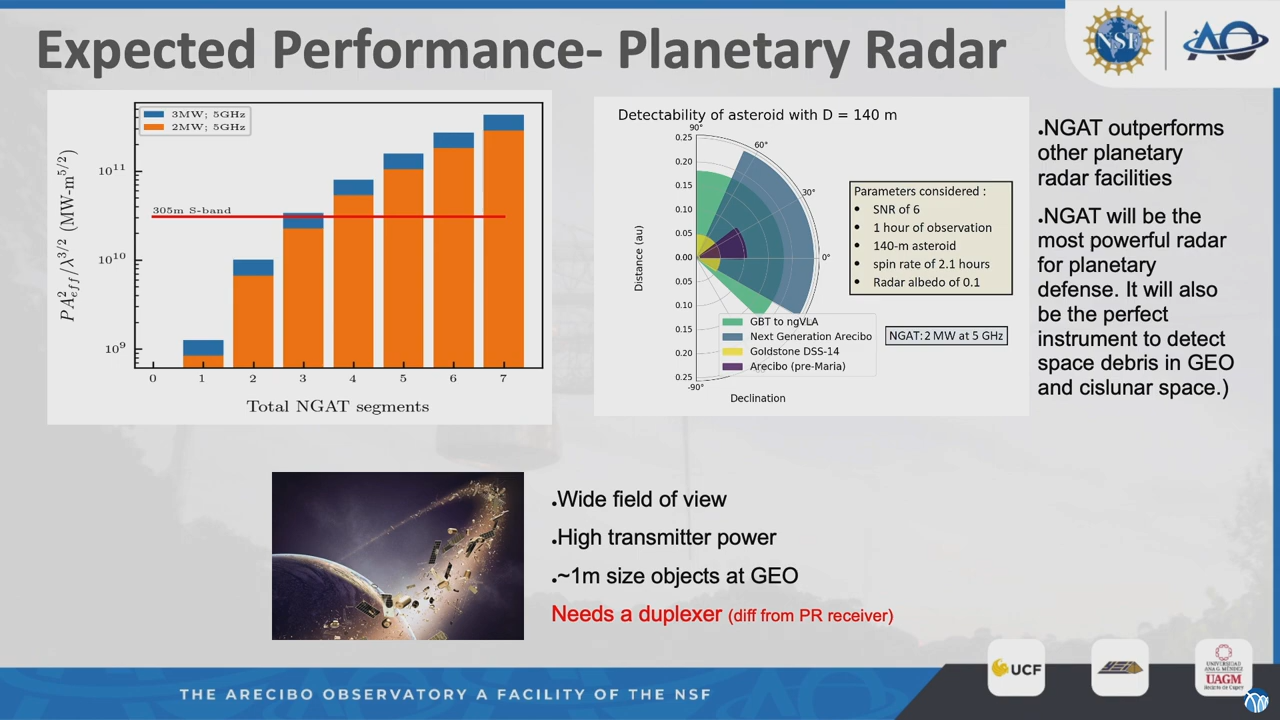 Expected Performance- Planetary Radar
NSF
AO
3MW; 5GHz
2MW; 5GHz
305m S-band
PA²eff/λ^3/2 (MW-m^5/2)
10¹¹
10¹⁰
10⁹
0 1 2 3 4 5 6 7
Total NGAT segments
Detectability of asteroid with D = 140 m
90°
60°
30°
0°
-90°
0.25
0.20
0.15
0.10
0.05
0.00
0.05
0.10
0.15
0.20
0.25
Distance (au)
Declination
GBT to ngVLA
Next Generation Arecibo
Goldstone DSS-14
Arecibo (pre-Maria)
Parameters considered :
• SNR of 6
• 1 hour of observation
• 140-m asteroid
• spin rate of 2.1 hours
• Radar albedo of 0.1
NGAT: 2 MW at 5 GHz
•NGAT outperforms
other planetary
radar facilities
•NGAT will be the
most powerful radar
for planetary
defense. It will also
be the perfect
instrument to detect
space debris in GEO
and cislunar space.)
•Wide field of view
•High transmitter power
•~1m size objects at GEO
Needs a duplexer (diff from PR receiver)
THE ARECIBO OBSERVATORY A FACILITY OF THE NSF
UCF
UNIVERSIDAD
ANA G. MÉNDEZ
UAGM